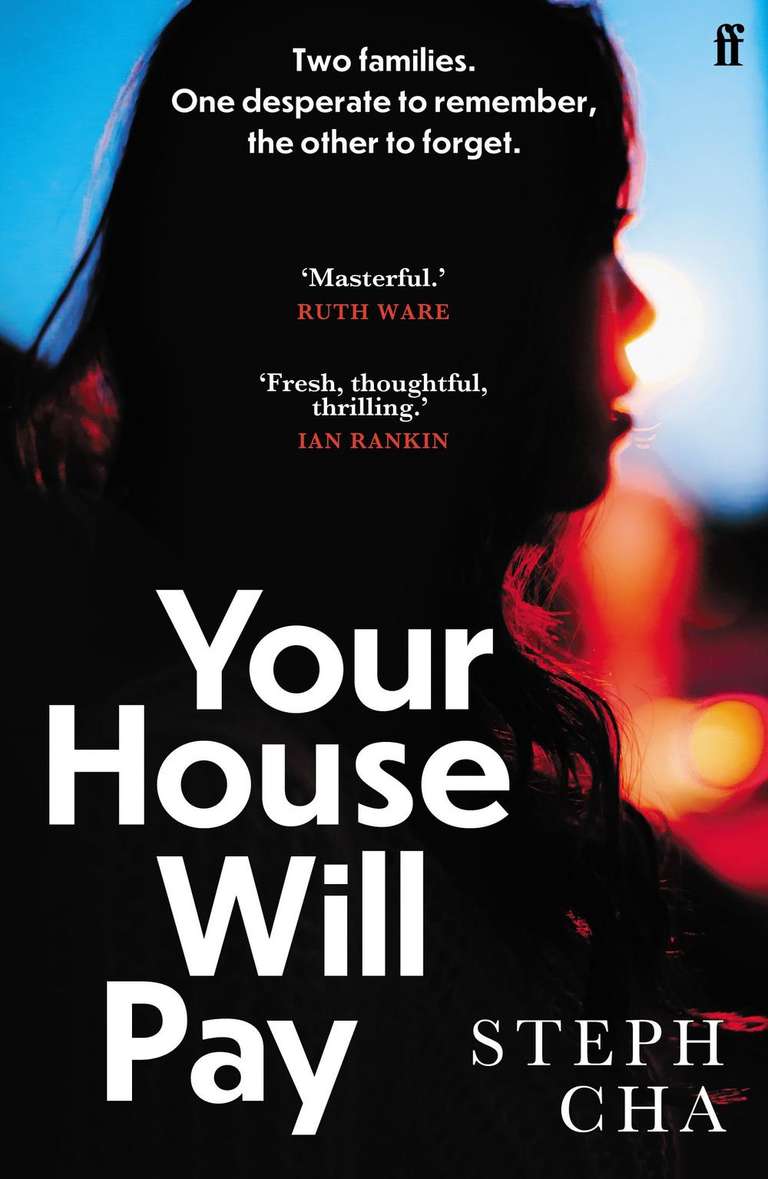 Two families.
One desperate to remember,
the other to forget.
ff
‘Masterful.’
RUTH WARE
‘Fresh, thoughtful,
thrilling.’
IAN RANKIN
Your
House
Will
Pay
STEPH
CHA